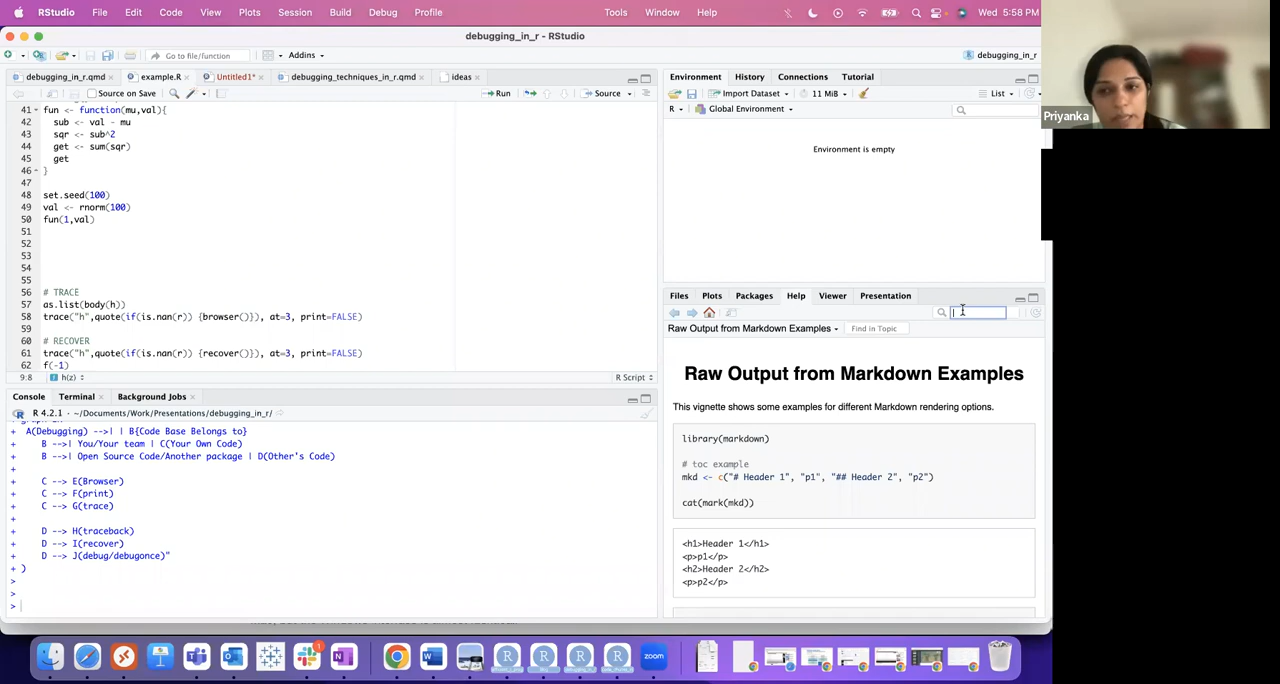 RStudio File Edit Code View Plots Session Build Debug Profile Tools Window Help Wed 5:58 PM
debugging_in_r - RStudio
Go to file/function Addins debugging_in_r
debugging_in_r.qmd example.R Untitled1* debugging_techniques_in_r.qmd ideas
Source on Save Run Source
41 fun <- function(mu,val){
42 sub <- val - mu
43 sqr <- sub^2
44 get <- sum(sqr)
45 get
46 }
47
48 set.seed(100)
49 val <- rnorm(100)
50 fun(1,val)
51
52
53
54
55
56 # TRACE
57 as.list(body(h))
58 trace("h",quote(if(is.nan(r)) {browser()}), at=3, print=FALSE)
59
60 # RECOVER
61 trace("h",quote(if(is.nan(r)) {recover()}), at=3, print=FALSE)
62 f(-1)
9:8 h(z) R Script
Console Terminal Background Jobs
R 4.2.1 · ~/Documents/Work/Presentations/debugging_in_r/
+ A(Debugging) -->| | B{Code Base Belongs to}
+ B -->| You/Your team | C(Your Own Code)
+ B -->| Open Source Code/Another package | D(Other's Code)
+
+ C --> E(Browser)
+ C --> F(print)
+ C --> G(trace)
+
+ D --> H(traceback)
+ D --> I(recover)
+ D --> J(debug/debugonce)"
+ )
>
>
>
Environment History Connections Tutorial
Import Dataset 11 MiB List
R Global Environment
Environment is empty
Files Plots Packages Help Viewer Presentation
Raw Output from Markdown Examples Find in Topic
Raw Output from Markdown Examples
This vignette shows some examples for different Markdown rendering options.
library(markdown)
# toc example
mkd <- c("# Header 1", "p1", "## Header 2", "p2")
cat(mark(mkd))
<h1>Header 1</h1>
<p>p1</p>
<h2>Header 2</h2>
<p>p2</p>
Priyanka
1
zoom